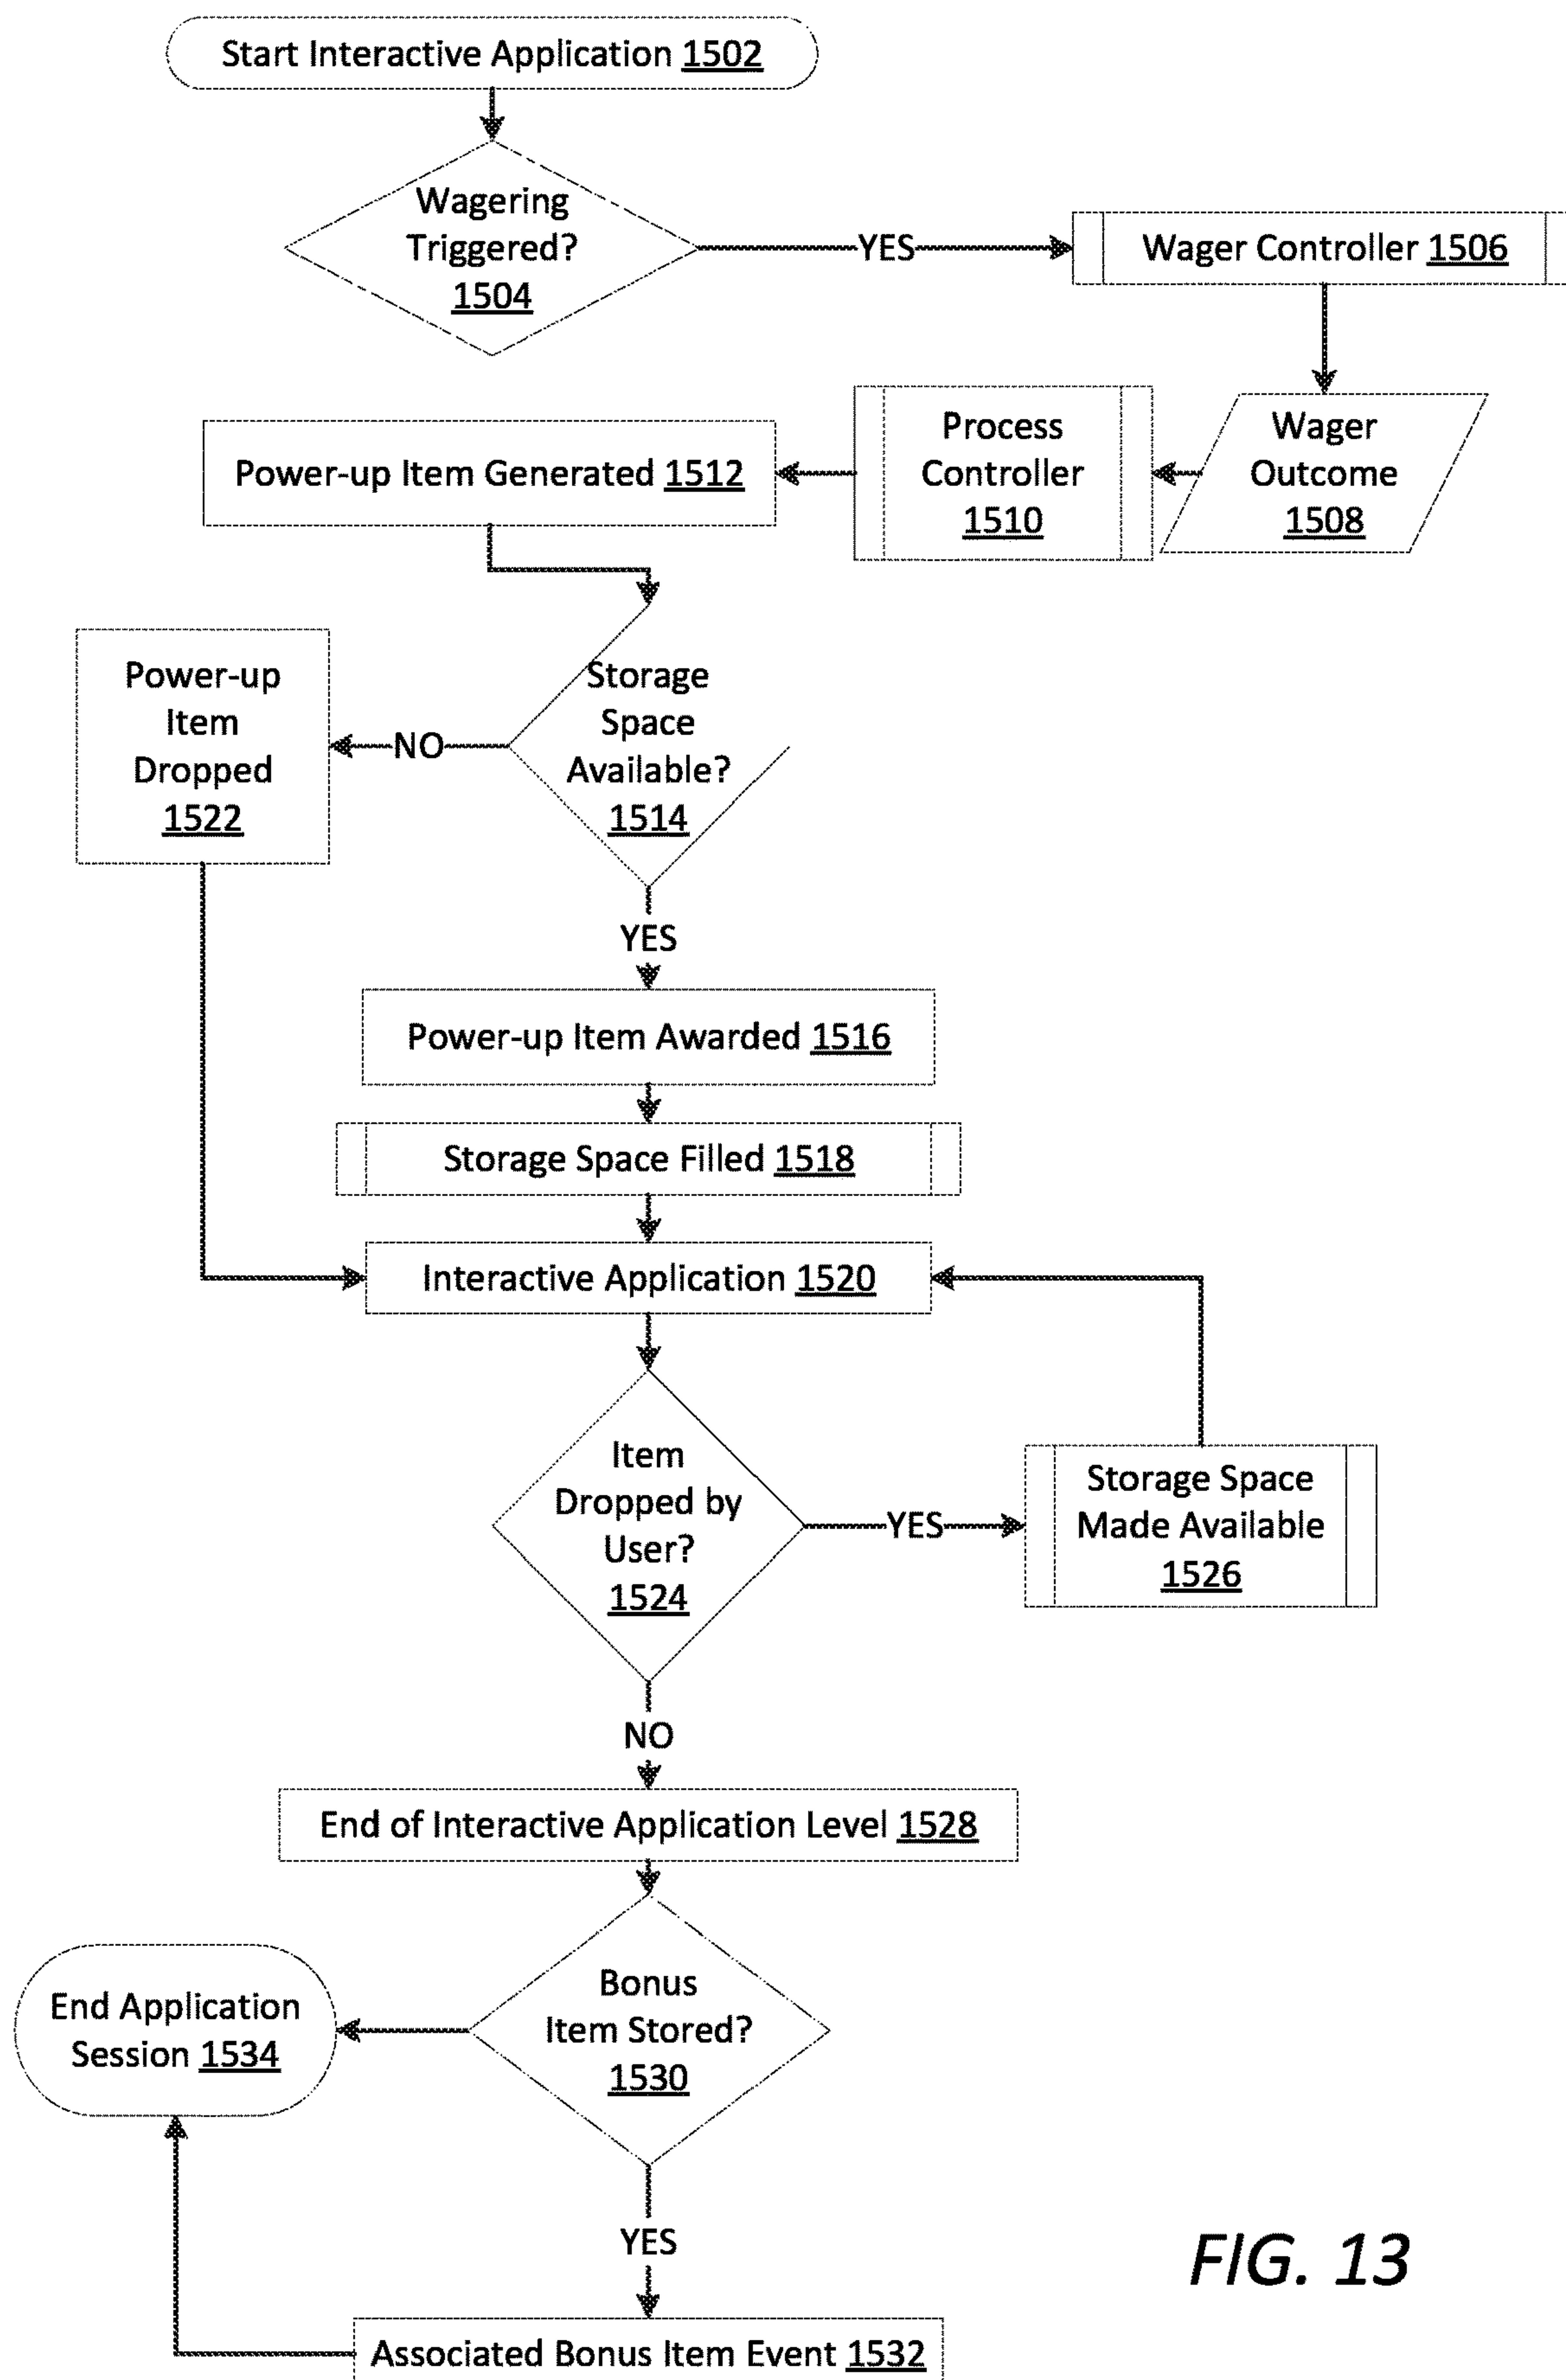 Start Interactive Application 1502
Wagering
Triggered?
1504
YES
Wager Controller 1506
Wager
Outcome
1508
Process
Controller
1510
Power-up Item Generated 1512
Storage
Space
Available?
1514
NO
Power-up
Item
Dropped
1522
YES
Power-up Item Awarded 1516
Storage Space Filled 1518
Interactive Application 1520
Item
Dropped by
User?
1524
YES
Storage Space
Made Available
1526
NO
End of Interactive Application Level 1528
Bonus
Item Stored?
1530
End Application
Session 1534
YES
Associated Bonus Item Event 1532
FIG. 13